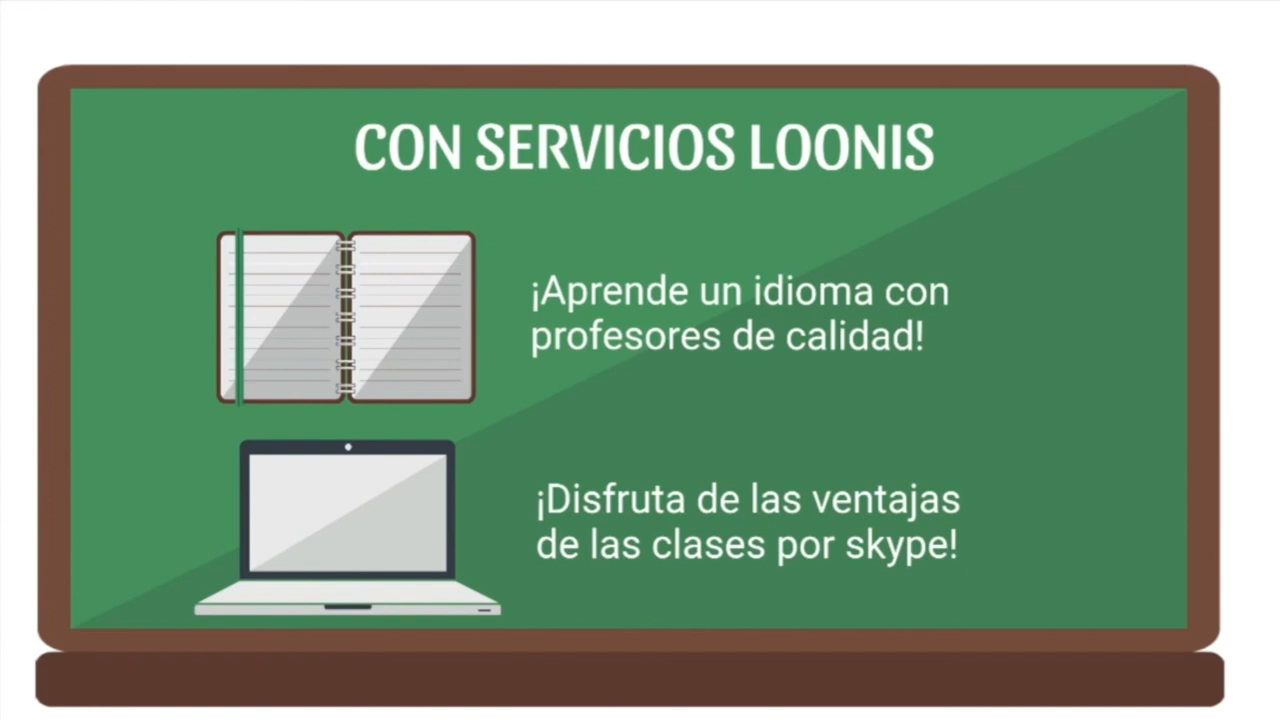 CON SERVICIOS LOONIS
¡Aprende un idioma con
profesores de calidad!
¡Disfruta de las ventajas
de las clases por skype!